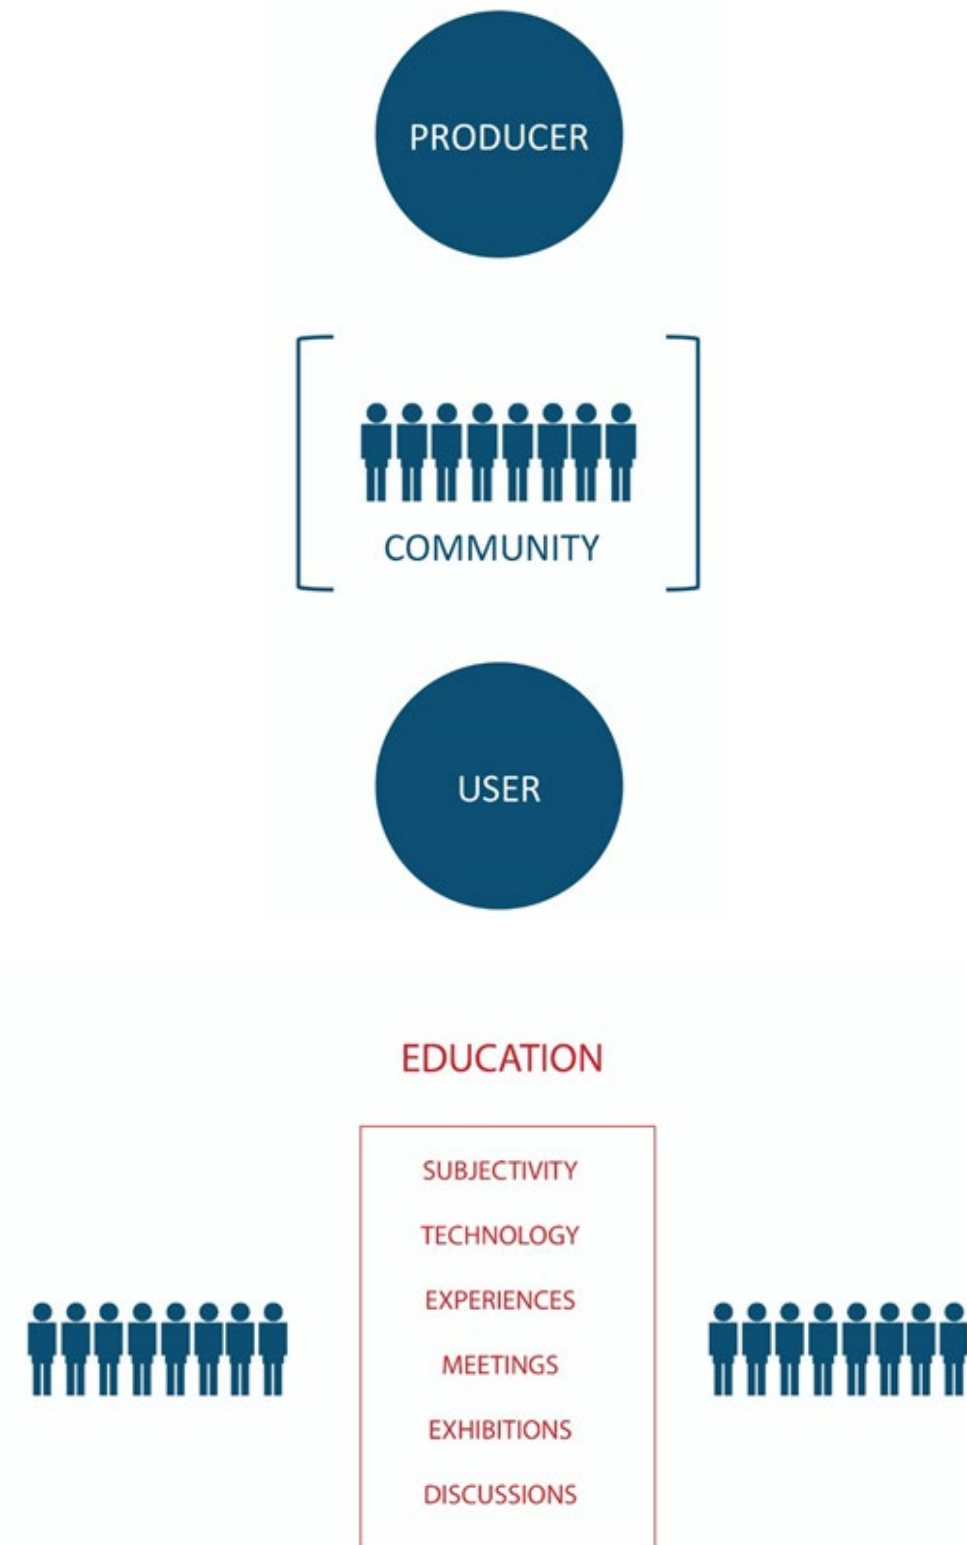 PRODUCER
COMMUNITY
USER
EDUCATION
SUBJECTIVITY
TECHNOLOGY
EXPERIENCES
MEETINGS
EXHIBITIONS
DISCUSSIONS